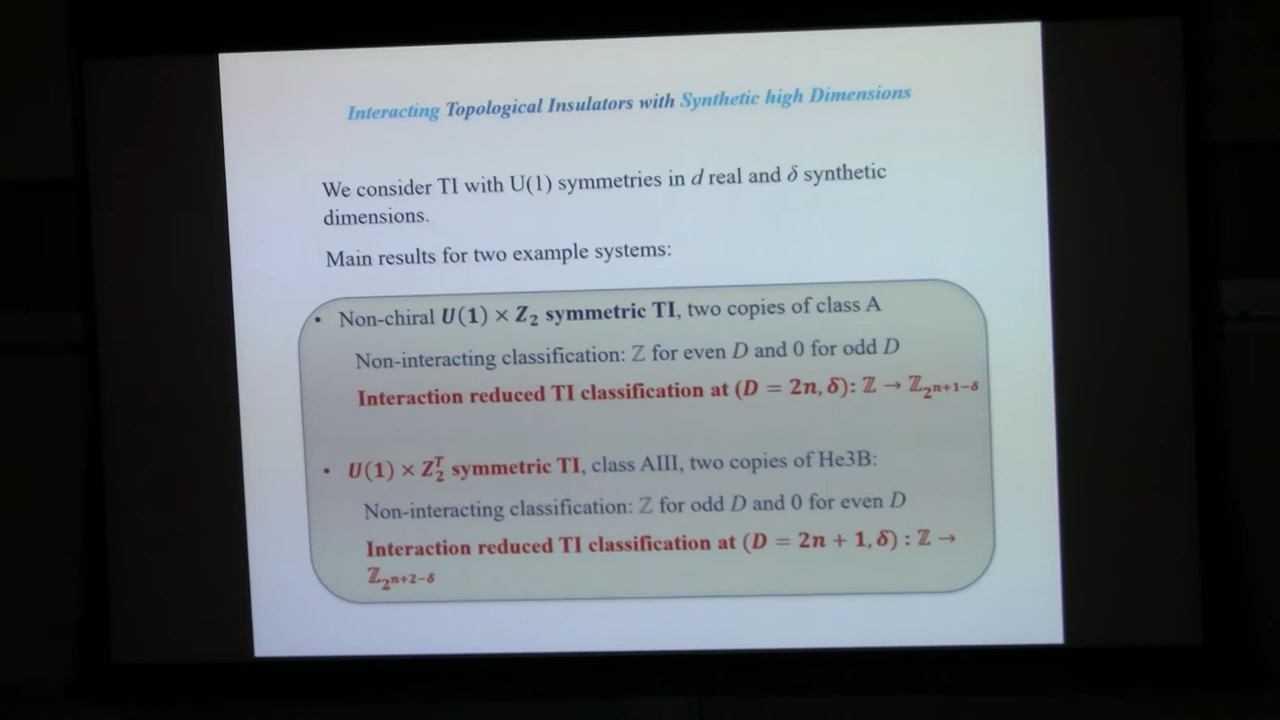 Interacting Topological Insulators with Synthetic high Dimensions
We consider TI with U(1) symmetries in d real and δ synthetic
dimensions.
Main results for two example systems:
• Non-chiral U(1) × Z₂ symmetric TI, two copies of class A
Non-interacting classification: ℤ for even D and 0 for odd D
Interaction reduced TI classification at (D = 2n, δ): ℤ → ℤ_{2^{n+1−δ}}
• U(1) × Z₂ᵀ symmetric TI, class AIII, two copies of He3B:
Non-interacting classification: ℤ for odd D and 0 for even D
Interaction reduced TI classification at (D = 2n + 1, δ) : ℤ →
ℤ_{2^{n+2−δ}}